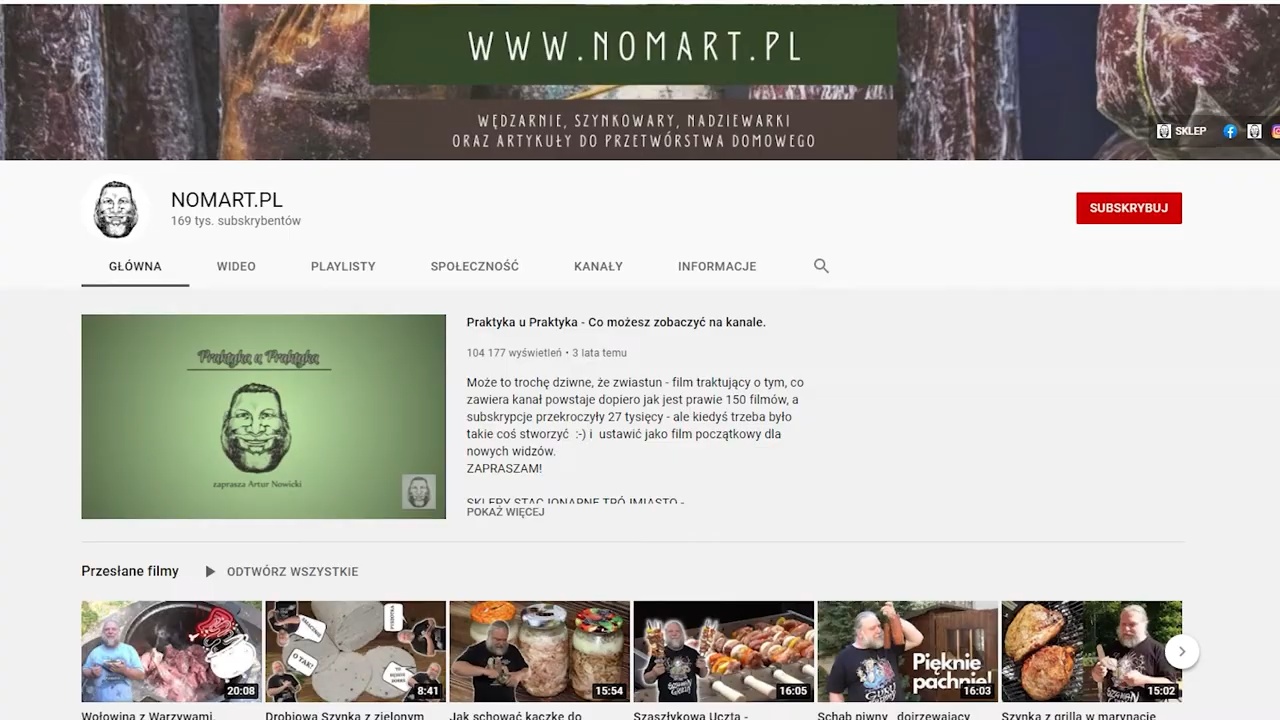 WWW.NOMART.PL
WĘDZARNIE, SZYNKOWARY, NADZIEWARKI
ORAZ ARTYKUŁY DO PRZETWÓRSTWA DOMOWEGO
SKLEP
NOMART.PL
169 tys. subskrybentów
SUBSKRYBUJ
GŁÓWNA WIDEO PLAYLISTY SPOŁECZNOŚĆ KANAŁY INFORMACJE
Praktyka u Praktyka
zaprasza Artur Nowicki
Praktyka u Praktyka - Co możesz zobaczyć na kanale.
104 177 wyświetleń • 3 lata temu
Może to trochę dziwne, że zwiastun - film traktujący o tym, co
zawiera kanał powstaje dopiero jak jest prawie 150 filmów, a
subskrypcje przekroczyły 27 tysięcy - ale kiedyś trzeba było
takie coś stworzyć :-) i ustawić jako film początkowy dla
nowych widzów.
ZAPRASZAM!
SKLEPY STACJONARNE TRÓJMIASTO -
POKAŻ WIĘCEJ
Przesłane filmy ODTWÓRZ WSZYSTKIE
O TAK!
Pięknie
pachnie!
20:08 8:41 15:54 16:05 16:03 15:02
Wołowina z Warzywami. Drobiowa Szynka z zielonym Jak schować kaczkę do Szaszłykowa Uczta - Schab piwny dojrzewający Szynka z grilla w marynacie